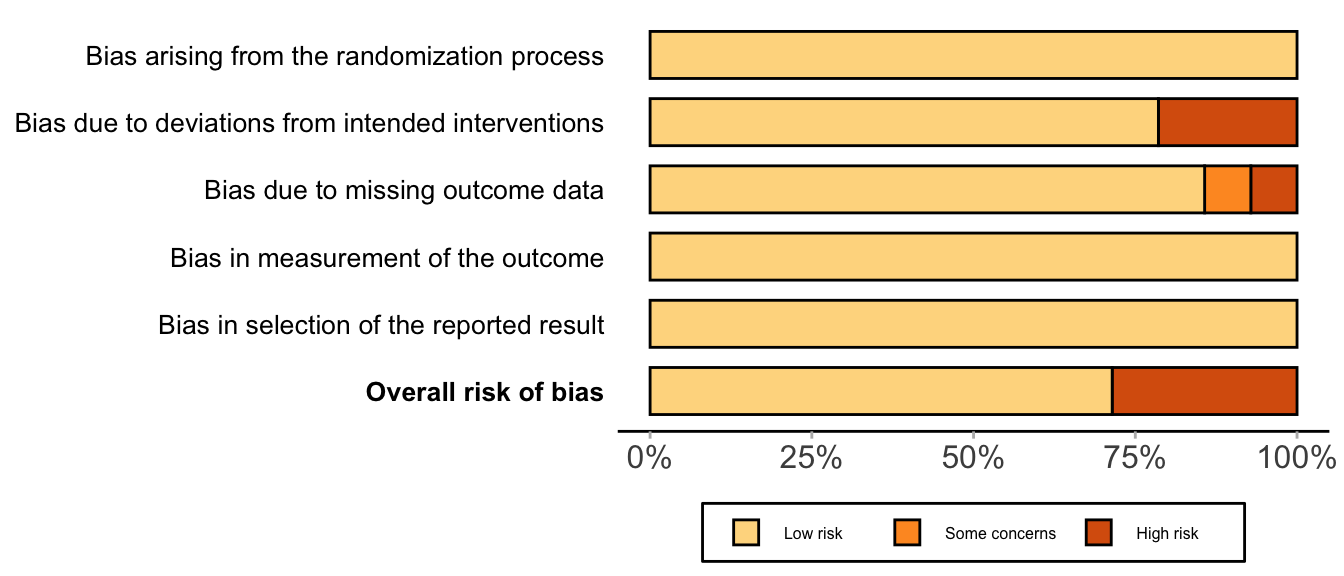 Bias arising from the randomization process
Bias due to deviations from intended interventions
Bias due to missing outcome data
Bias in measurement of the outcome
Bias in selection of the reported result
Overall risk of bias
0% 25% 50% 75% 100%
Low risk Some concerns High risk